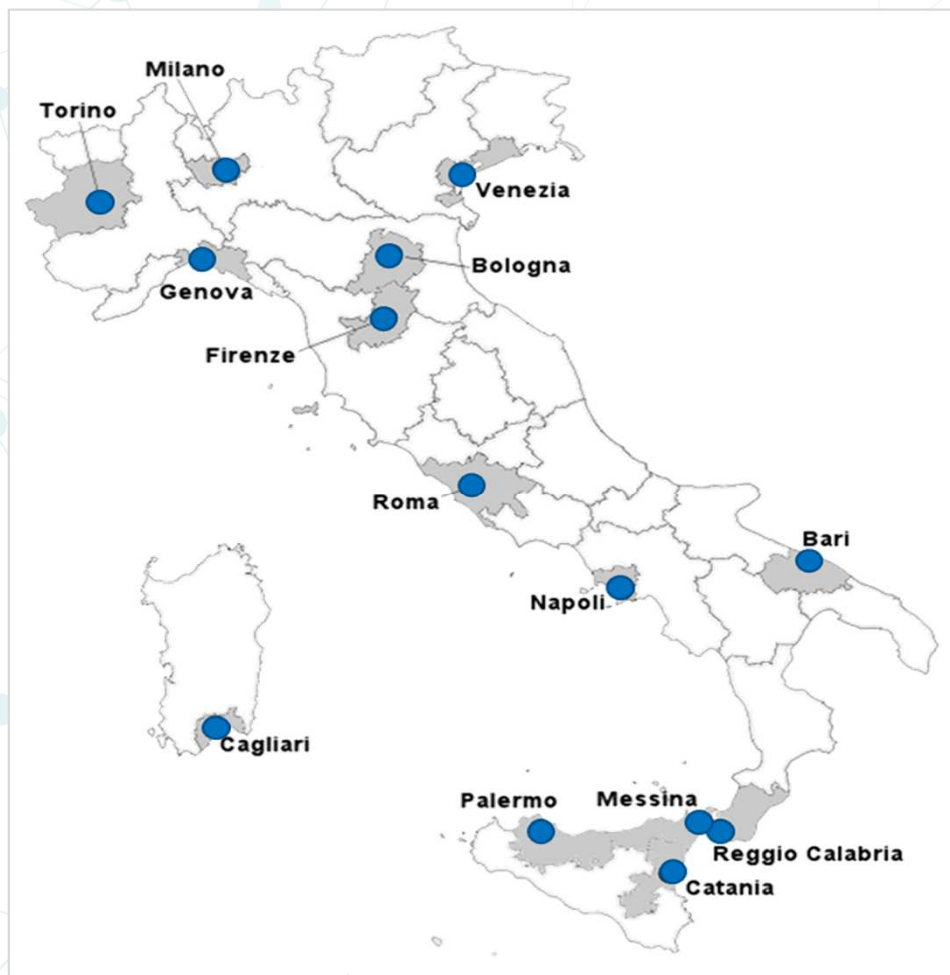 Milano
Torino
Venezia
Bologna
Genova
Firenze
Roma
Bari
Napoli
Cagliari
Palermo
Messina
Reggio Calabria
Catania